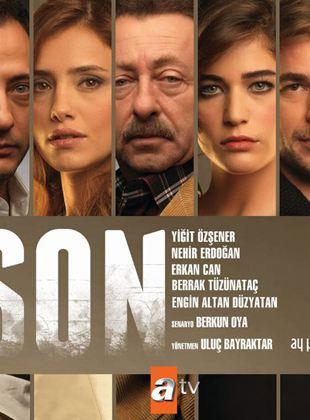 SON
YİĞİT ÖZŞENER
NEHİR ERDOĞAN
ERKAN CAN
BERRAK TÜZÜNATAÇ
ENGİN ALTAN DÜZYATAN
SENARYO BERKUN OYA
YÖNETMEN ULUÇ BAYRAKTAR
ay
atv